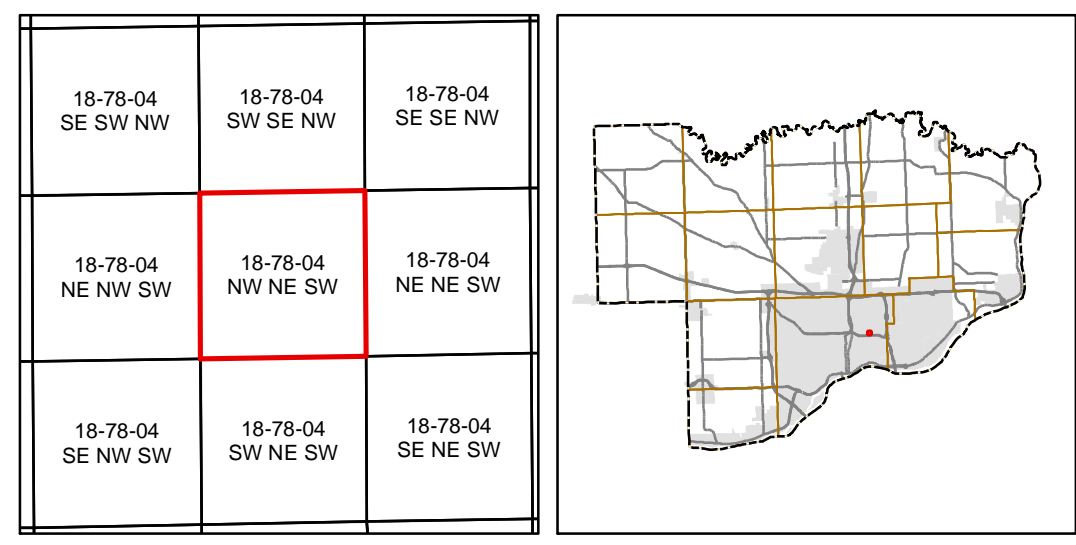 18-78-04
SE SW NW
18-78-04
SW SE NW
18-78-04
SE SE NW
18-78-04
NE NW SW
18-78-04
NW NE SW
18-78-04
NE NE SW
18-78-04
SE NW SW
18-78-04
SW NE SW
18-78-04
SE NE SW